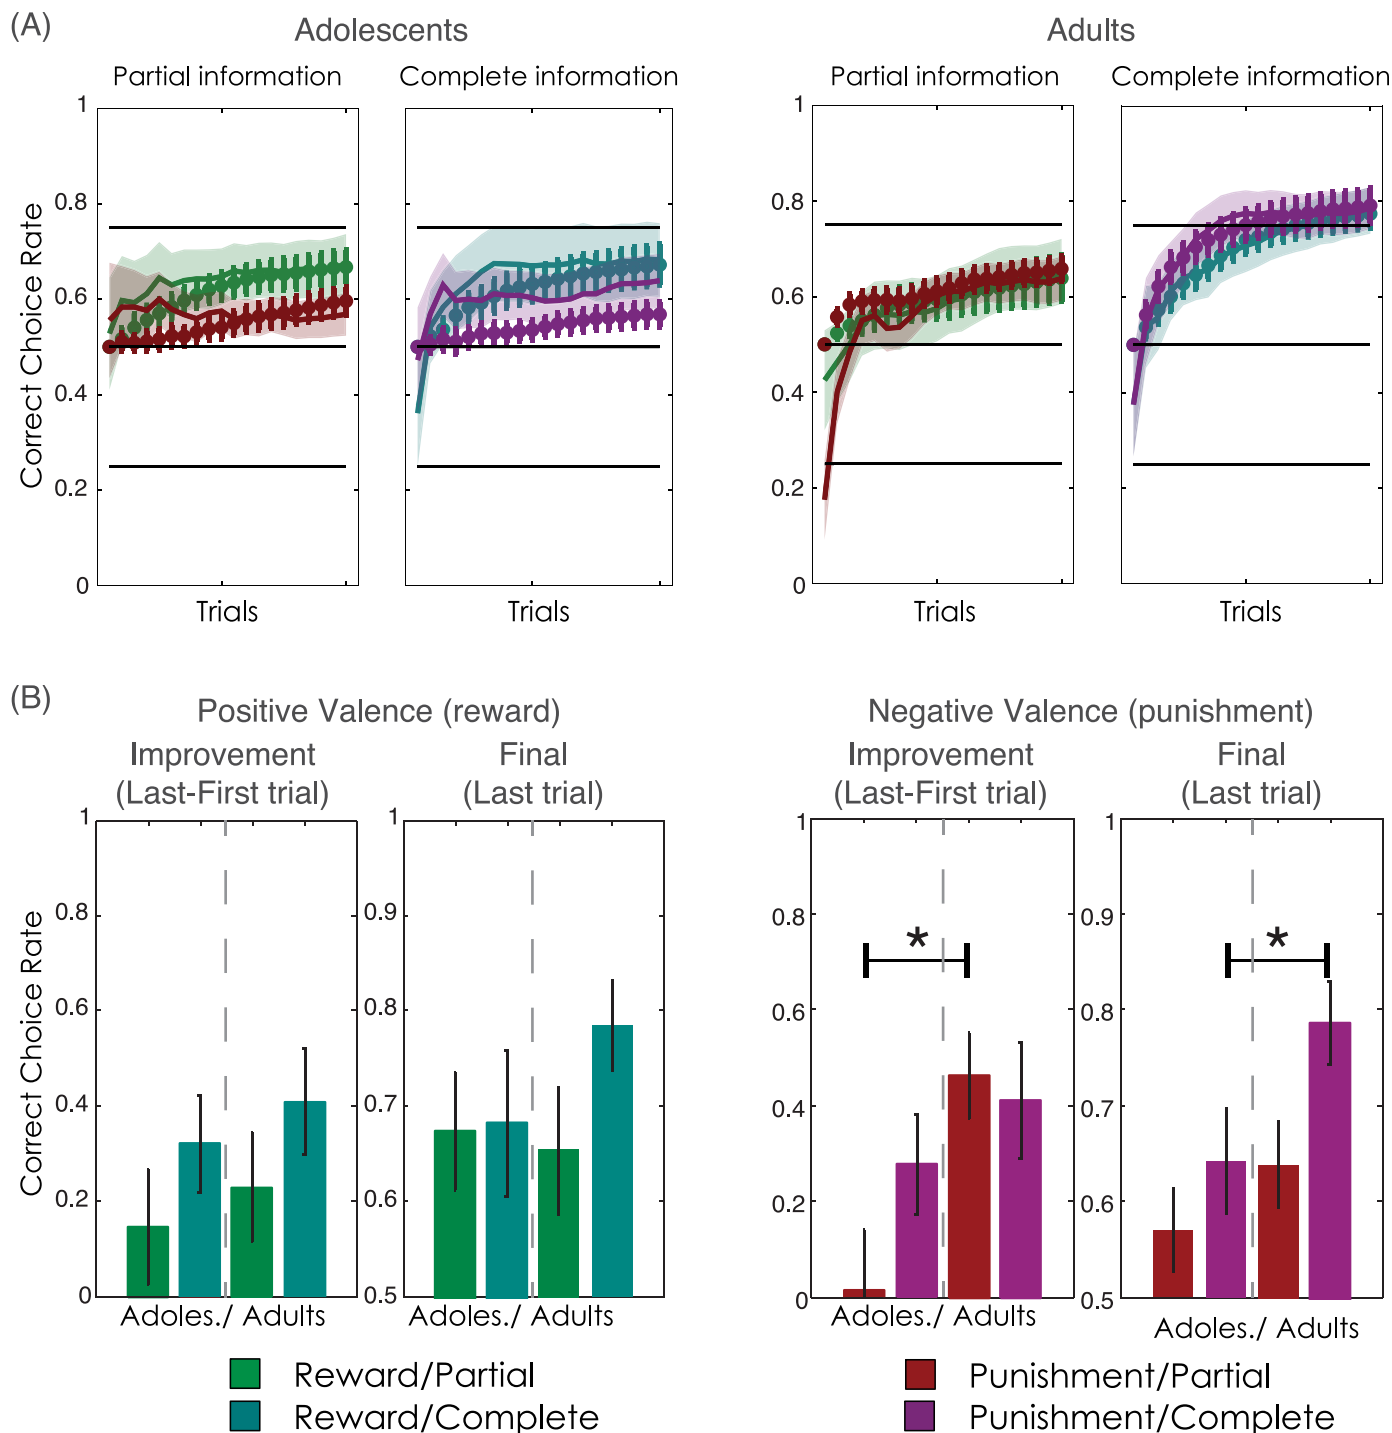 (A)
Adolescents
Adults
Partial information
Complete information
Partial information
Complete information
1
0.8
0.6
0.4
0.2
0
Correct Choice Rate
Trials
Trials
1
0.8
0.6
0.4
0.2
0
Trials
Trials
(B)
Positive Valence (reward)
Negative Valence (punishment)
Improvement
(Last-First trial)
Final
(Last trial)
Improvement
(Last-First trial)
Final
(Last trial)
Correct Choice Rate
1
0.8
0.6
0.4
0.2
0
Adoles./ Adults
1
0.9
0.8
0.7
0.6
0.5
Adoles./ Adults
1
0.8
0.6
0.4
0.2
0
*
Adoles./ Adults
1
0.9
0.8
0.7
0.6
0.5
*
Adoles./ Adults
Reward/Partial
Reward/Complete
Punishment/Partial
Punishment/Complete